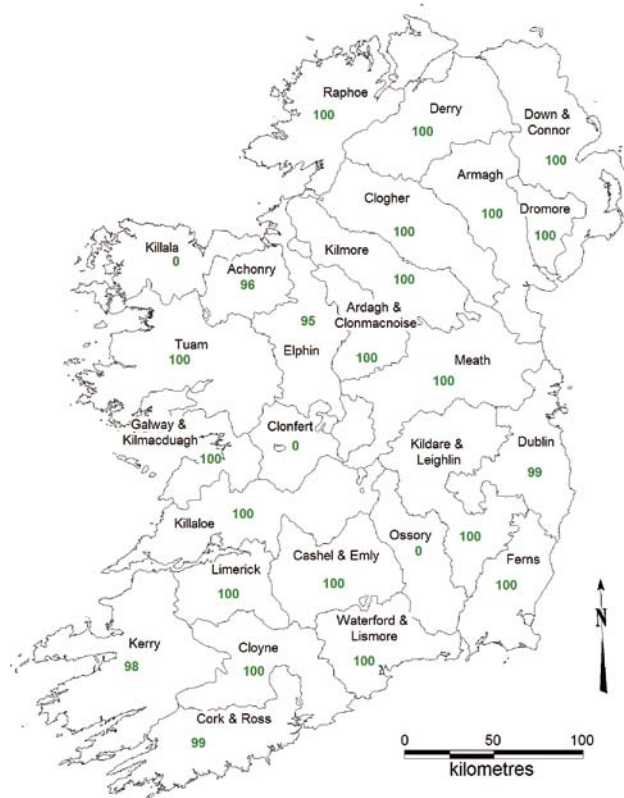 Raphoe
100
Derry
100
Down &
Connor
100
Armagh
100
Dromore
100
Clogher
100
Kilmore
100
Killala
0
Achonry
96
95
Elphin
Ardagh &
Clonmacnoise
100
Tuam
100
Meath
100
Galway &
Kilmacduagh
100
Clonfert
0
Kildare &
Leighlin
100
Dublin
99
Killaloe
100
Ossory
0
Ferns
100
Limerick
100
Cashel & Emly
100
Waterford &
Lismore
100
Kerry
98
Cloyne
100
Cork & Ross
99
N
0 50 100
kilometres